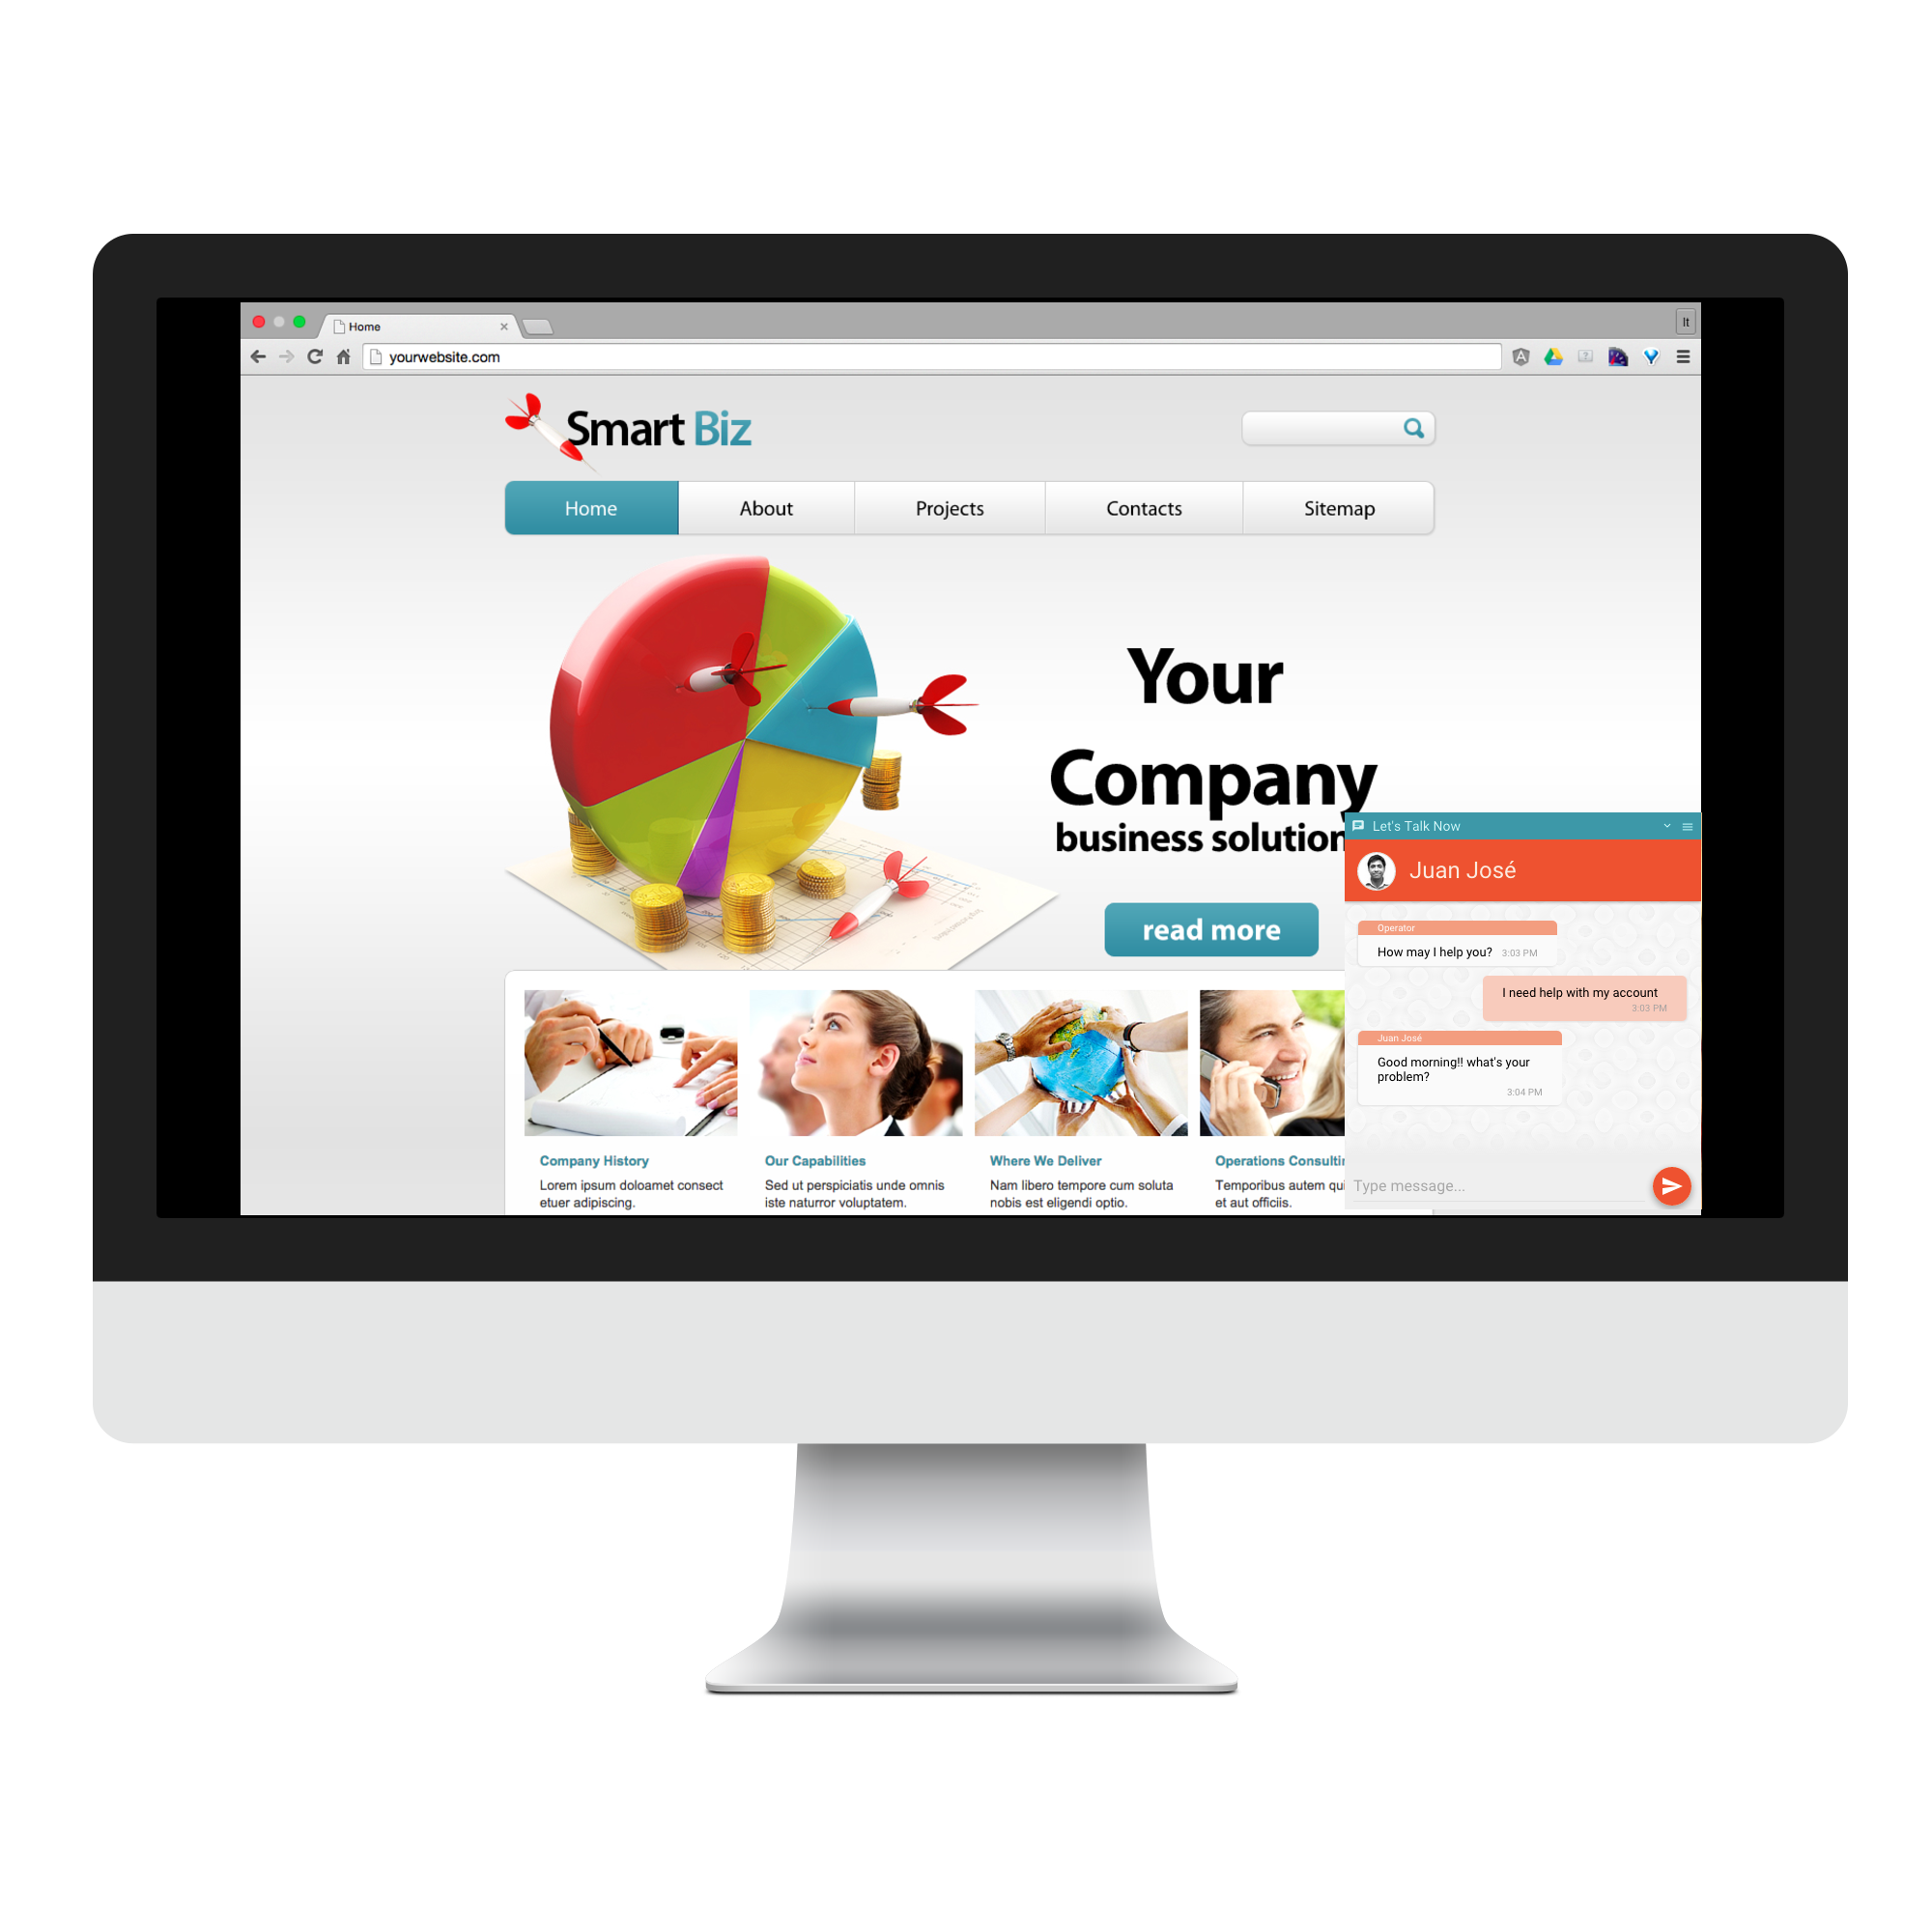 Home
It
yourwebsite.com
Smart Biz
Home
About
Projects
Contacts
Sitemap
Your
Company
business solution
read more
Company History
Lorem ipsum doloamet consect
etuer adipiscing.
Our Capabilities
Sed ut perspiciatis unde omnis
iste naturror voluptatem.
Where We Deliver
Nam libero tempore cum soluta
nobis est eligendi optio.
Operations Consultin
Temporibus autem qui
et aut officiis.
Let's Talk Now
Juan José
Operator
How may I help you? 3:03 PM
I need help with my account
3:03 PM
Juan José
Good morning!! what's your
problem?
3:04 PM
Type message...